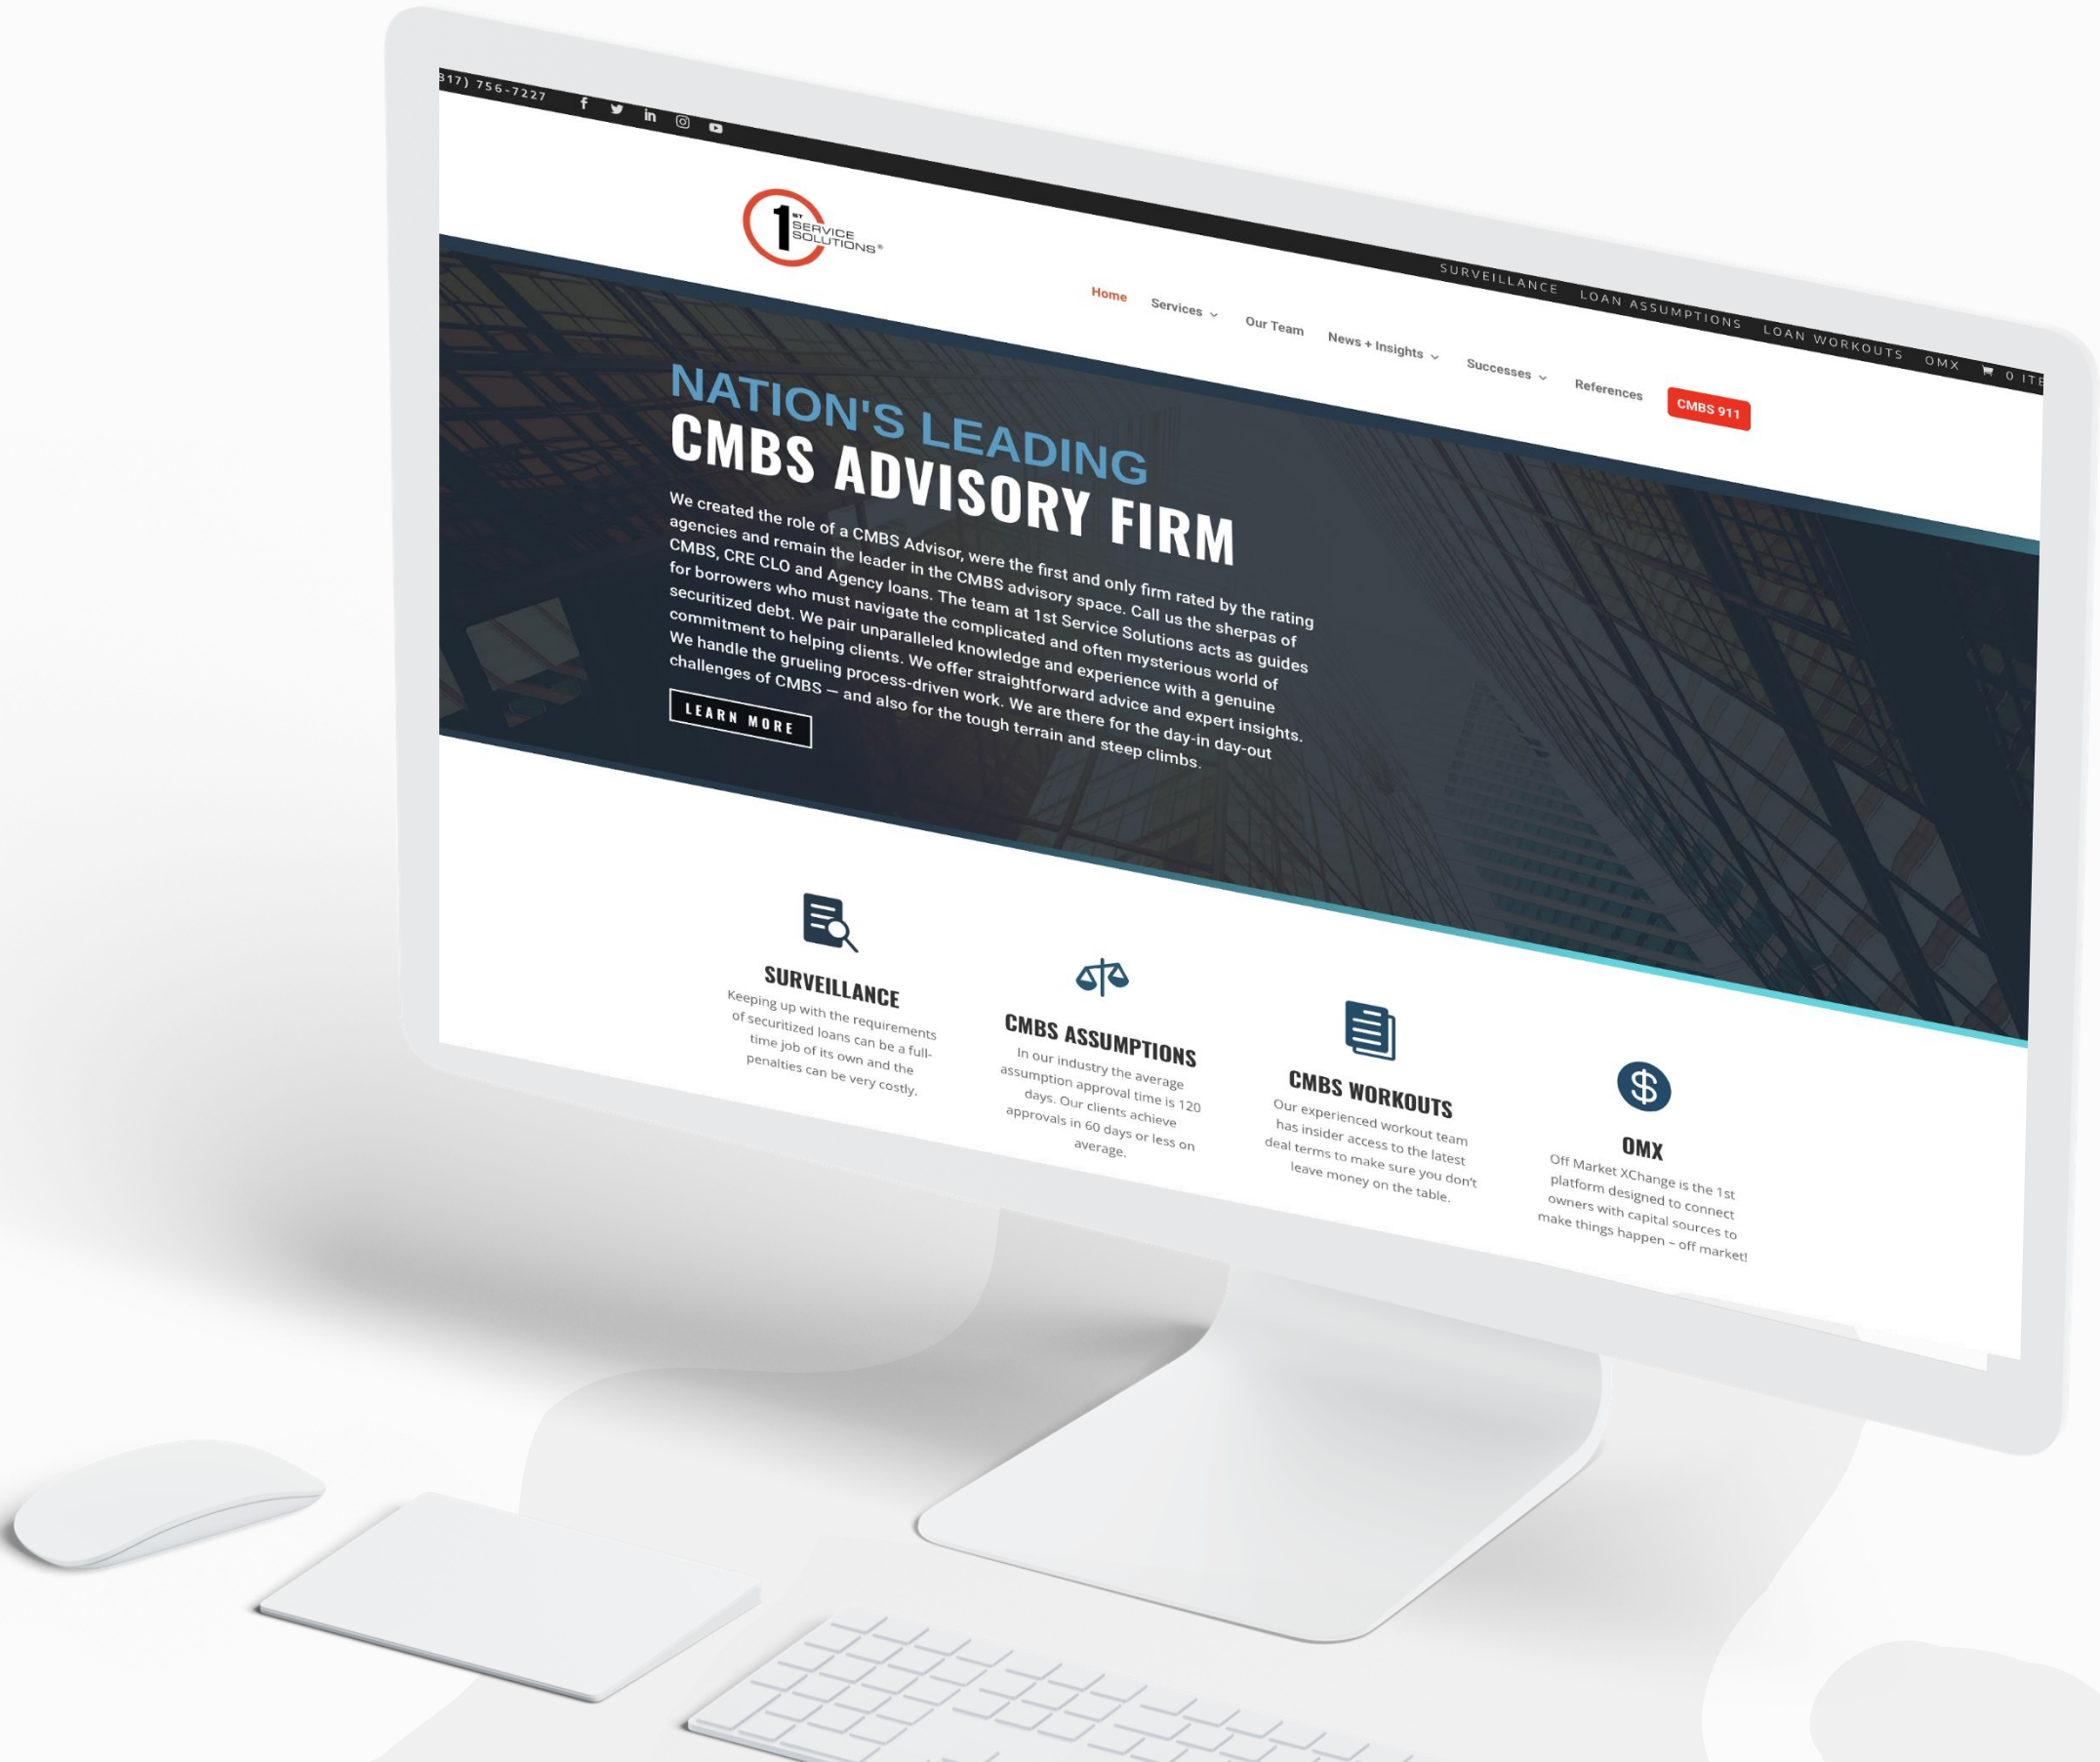 317) 756-7227
SURVEILLANCE LOAN ASSUMPTIONS LOAN WORKOUTS OMX 0 ITE
1 ST
SERVICE
SOLUTIONS®
Home Services Our Team News + Insights Successes References CMBS 911
NATION'S LEADING
CMBS ADVISORY FIRM
We created the role of a CMBS Advisor, were the first and only firm rated by the rating
agencies and remain the leader in the CMBS advisory space. Call us the sherpas of
CMBS, CRE CLO and Agency loans. The team at 1st Service Solutions acts as guides
for borrowers who must navigate the complicated and often mysterious world of
securitized debt. We pair unparalleled knowledge and experience with a genuine
commitment to helping clients. We offer straightforward advice and expert insights.
We handle the grueling process-driven work. We are there for the day-in day-out
challenges of CMBS — and also for the tough terrain and steep climbs.
LEARN MORE
SURVEILLANCE
Keeping up with the requirements
of securitized loans can be a full-
time job of its own and the
penalties can be very costly.
CMBS ASSUMPTIONS
In our industry the average
assumption approval time is 120
days. Our clients achieve
approvals in 60 days or less on
average.
CMBS WORKOUTS
Our experienced workout team
has insider access to the latest
deal terms to make sure you don't
leave money on the table.
OMX
Off Market XChange is the 1st
platform designed to connect
owners with capital sources to
make things happen – off market!